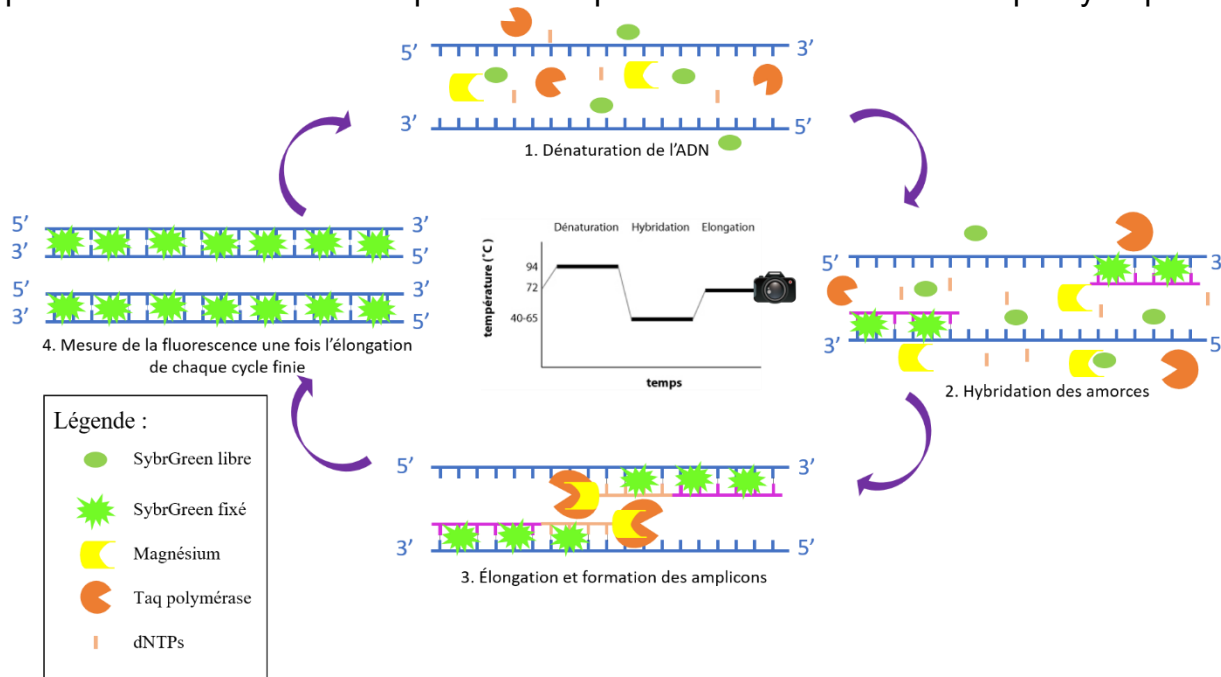 5’
3’
3’
5’
1. Dénaturation de l’ADN
5’
3’
3’
5’
5’
3’
3’
5’
4. Mesure de la fluorescence une fois l’élongation
de chaque cycle finie
Dénaturation Hybridation Elongation
température (°C)
94
72
40-65
temps
5’
3’
3’
5
2. Hybridation des amorces
Légende :
SybrGreen libre
SybrGreen fixé
Magnésium
Taq polymérase
dNTPs
5’
3’
3’
5’
3. Élongation et formation des amplicons